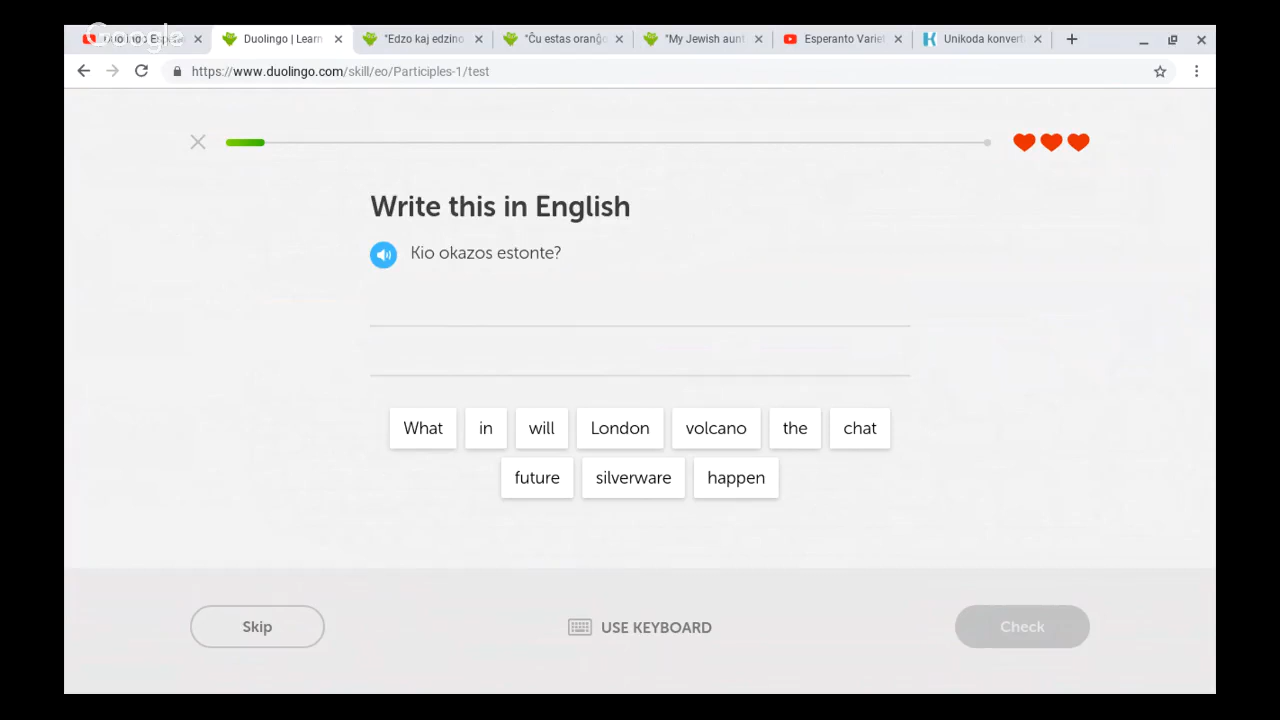 Google
Duolingo | Learn
"Edzo kaj edzino
"Ĉu estas oranĝo
"My Jewish aunt
Esperanto Variet
Unikoda konvert
https://www.duolingo.com/skill/eo/Participles-1/test
Write this in English
Kio okazos estonte?
What in will London volcano the chat
future silverware happen
Skip
USE KEYBOARD
Check